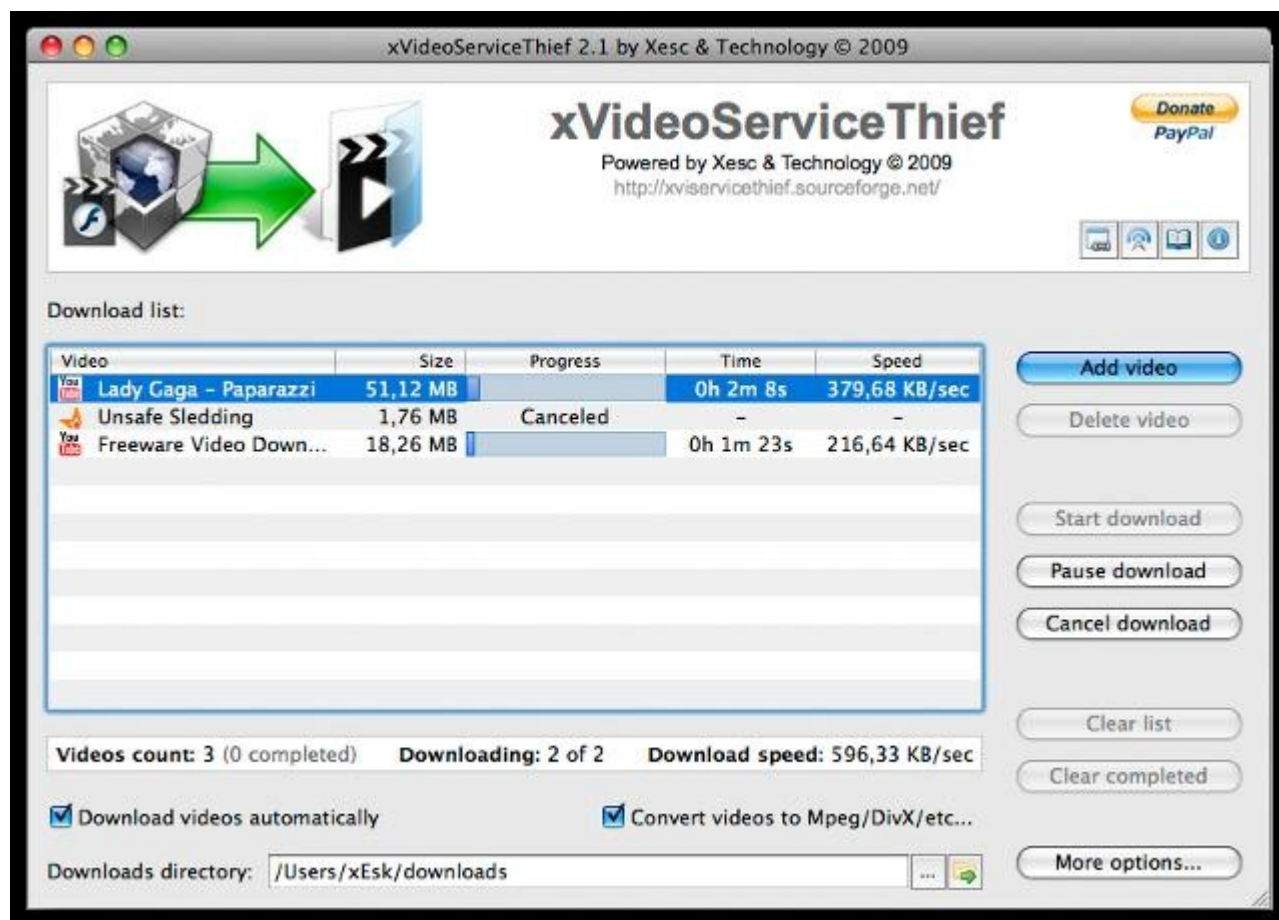 xVideoServiceThief 2.1 by Xesc & Technology © 2009
xVideoServiceThief
Powered by Xesc & Technology © 2009
http://xviservicethief.sourceforge.net/
Donate
PayPal
Download list:
Video Size Progress Time Speed
You Tube Lady Gaga – Paparazzi 51,12 MB 0h 2m 8s 379,68 KB/sec
Unsafe Sledding 1,76 MB Canceled – –
You Tube Freeware Video Down... 18,26 MB 0h 1m 23s 216,64 KB/sec
Add video
Delete video
Start download
Pause download
Cancel download
Clear list
Clear completed
Videos count: 3 (0 completed) Downloading: 2 of 2 Download speed: 596,33 KB/sec
Download videos automatically Convert videos to Mpeg/DivX/etc...
Downloads directory: /Users/xEsk/downloads ... More options...